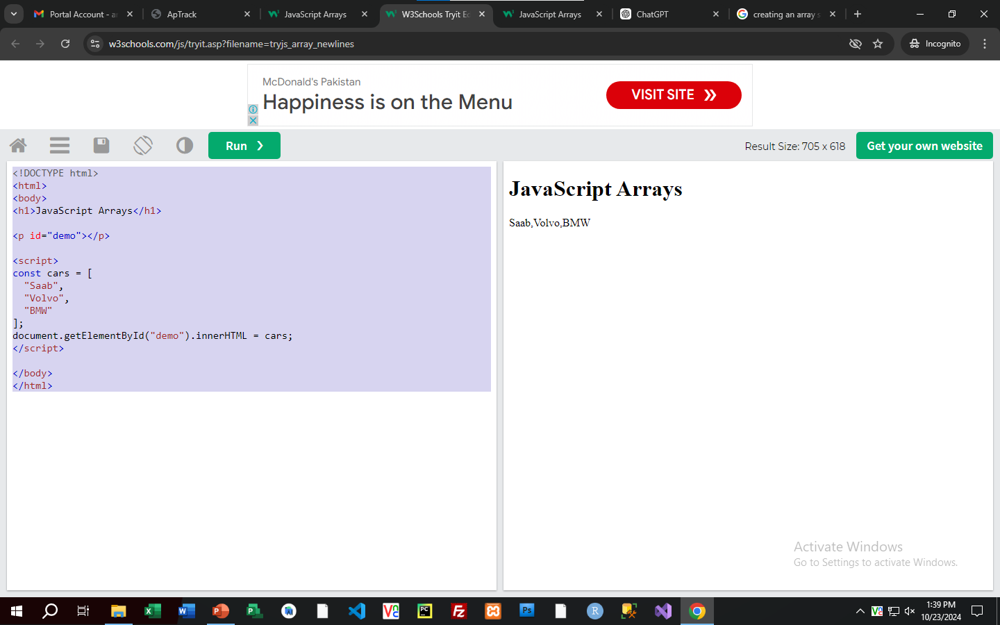 Portal Account - a
ApTrack
JavaScript Arrays
W3Schools Tryit Ec
JavaScript Arrays
ChatGPT
creating an array s
w3schools.com/js/tryit.asp?filename=tryjs_array_newlines
Incognito
McDonald's Pakistan
Happiness is on the Menu
VISIT SITE
Run
Result Size: 705 x 618
Get your own website
<!DOCTYPE html>
<html>
<body>
<h1>JavaScript Arrays</h1>
<p id="demo"></p>
<script>
const cars = [
"Saab",
"Volvo",
"BMW"
];
document.getElementById("demo").innerHTML = cars;
</script>
</body>
</html>
JavaScript Arrays
Saab,Volvo,BMW
Activate Windows
Go to Settings to activate Windows.
1:39 PM
10/23/2024